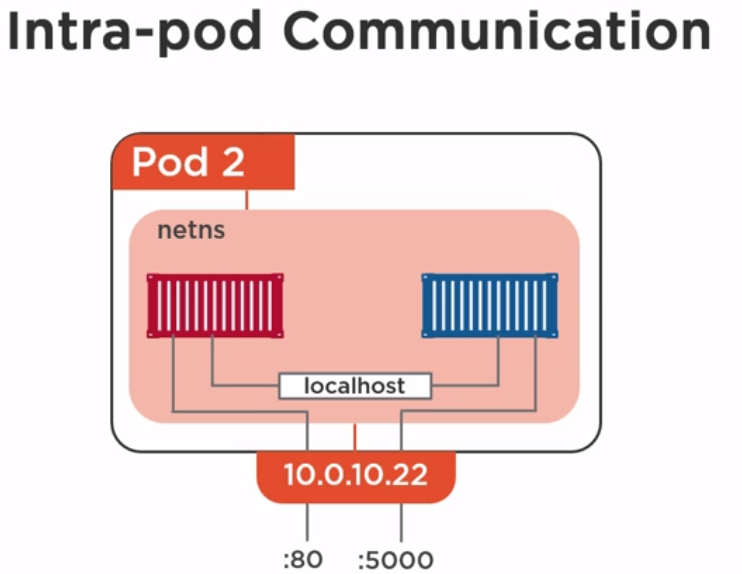 Intra-pod Communication
Pod 2
netns
localhost
10.0.10.22
:80 :5000